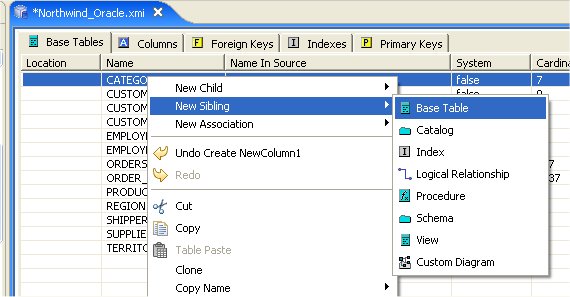 *Northwind_Oracle.xmi
Base Tables Columns Foreign Keys Indexes Primary Keys
Location Name Name In Source System Cardina
CATEGO false 7
CUSTOM
CUSTOM
CUSTOM
EMPLOY
EMPLOY
ORDERS 7
ORDER_ 37
PRODUC
REGION
SHIPPER
SUPPLIE
TERRITO
New Child
New Sibling
New Association
Undo Create NewColumn1
Redo
Cut
Copy
Table Paste
Clone
Copy Name
Base Table
Catalog
Index
Logical Relationship
Procedure
Schema
View
Custom Diagram